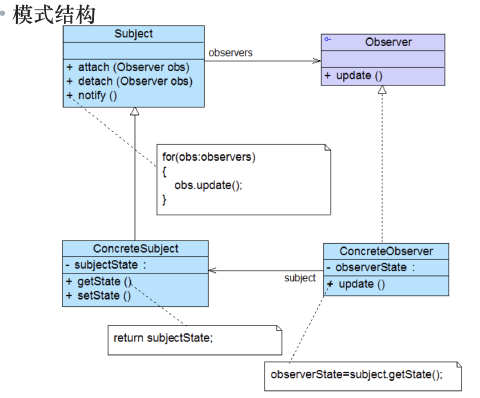 模式结构
Subject
+ attach (Observer obs)
+ detach (Observer obs)
+ notify ()
observers
Observer
+ update ()
for(obs:observers)
{
obs.update();
}
ConcreteSubject
- subjectState :
+ getState ()
+ setState ()
subject
ConcreteObserver
- observerState :
+ update ()
return subjectState;
observerState=subject.getState();